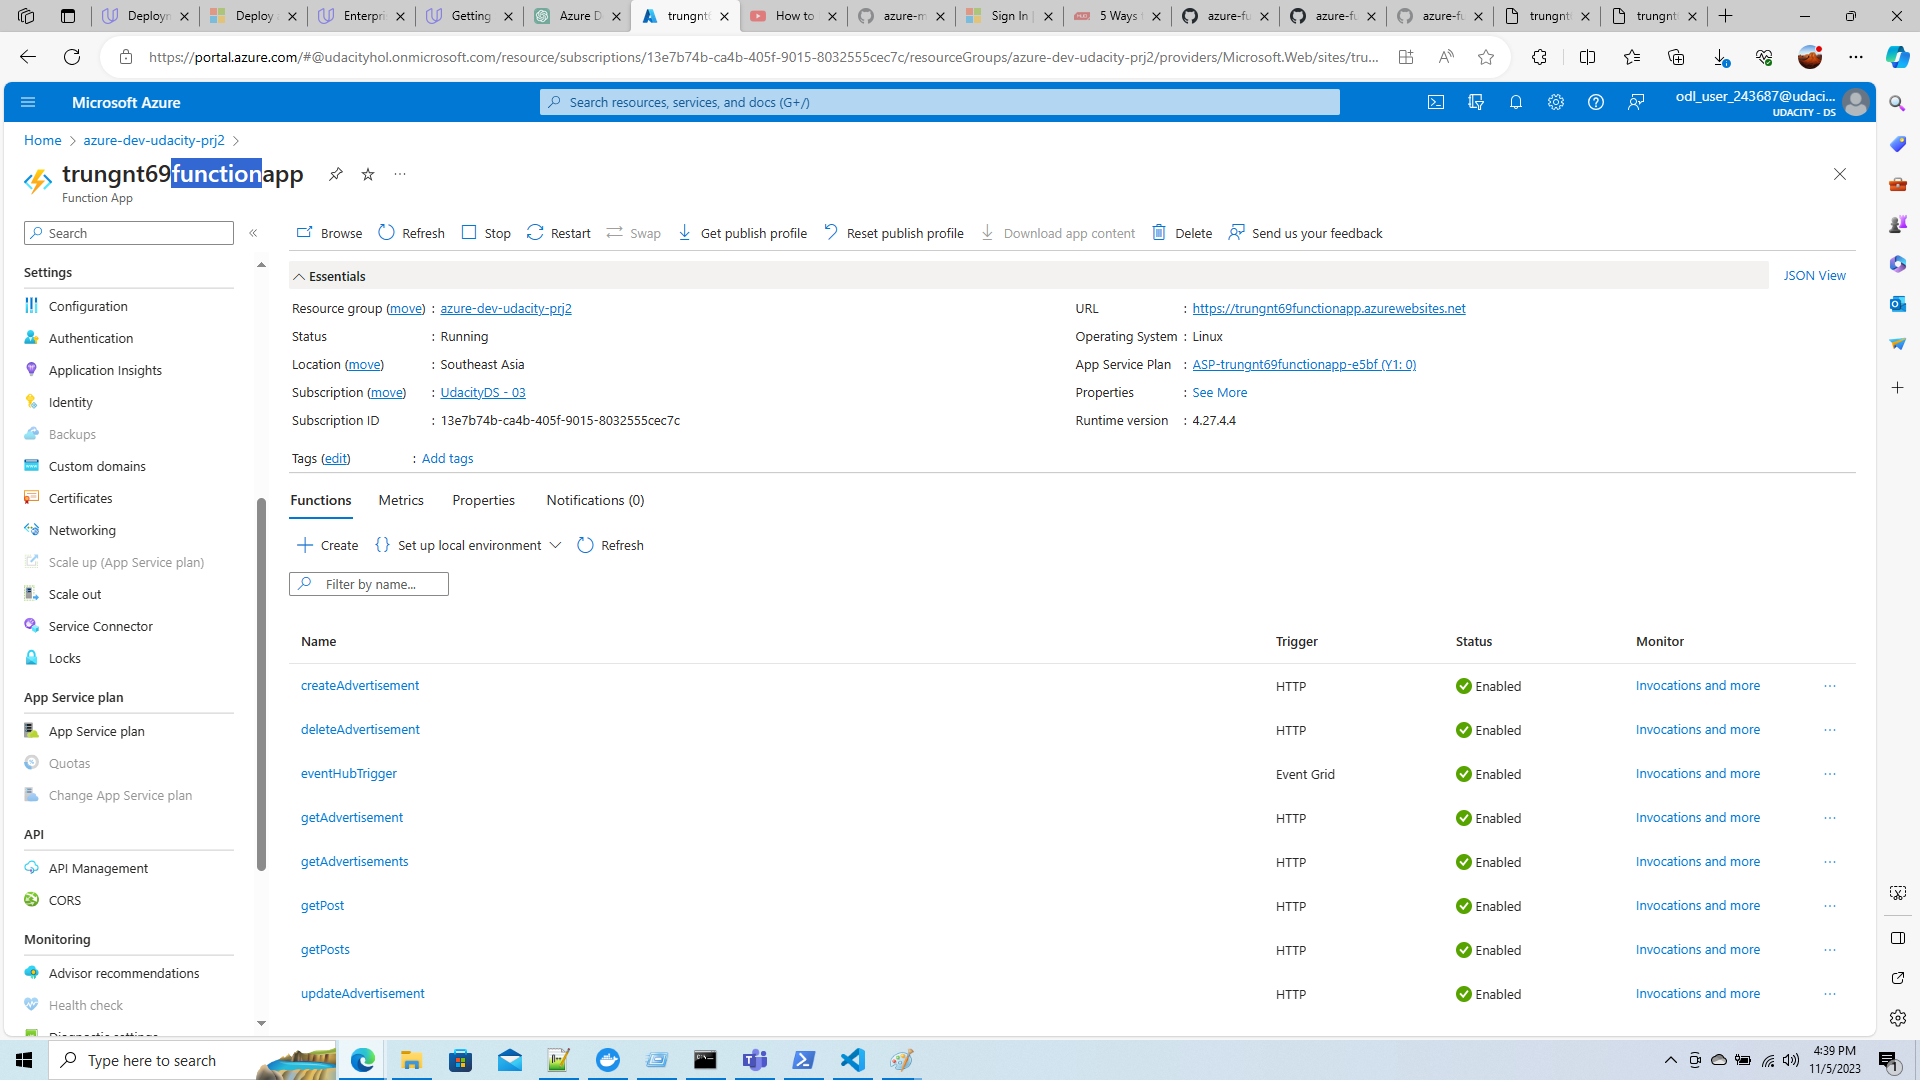 Deployn
Deploy a
Enterpri
Getting
Azure D
trungntf
How to
azure-m
Sign In |
5 Ways
azure-fu
azure-fu
azure-fu
trungnt
trungnt
https://portal.azure.com/#@udacityhol.onmicrosoft.com/resource/subscriptions/13e7b74b-ca4b-405f-9015-8032555cec7c/resourceGroups/azure-dev-udacity-prj2/providers/Microsoft.Web/sites/tru...
Microsoft Azure
Search resources, services, and docs (G+/)
odl_user_243687@udaci...
UDACITY - DS
Home
azure-dev-udacity-prj2
trungnt69functionapp
Function App
Search
Browse
Refresh
Stop
Restart
Swap
Get publish profile
Reset publish profile
Download app content
Delete
Send us your feedback
Settings
Configuration
Authentication
Application Insights
Identity
Backups
Custom domains
Certificates
Networking
Scale up (App Service plan)
Scale out
Service Connector
Locks
App Service plan
App Service plan
Quotas
Change App Service plan
API
API Management
CORS
Monitoring
Advisor recommendations
Health check
Diagnostic settings
Essentials
JSON View
Resource group (move) : azure-dev-udacity-prj2
Status : Running
Location (move) : Southeast Asia
Subscription (move) : UdacityDS - 03
Subscription ID : 13e7b74b-ca4b-405f-9015-8032555cec7c
Tags (edit) : Add tags
URL : https://trungnt69functionapp.azurewebsites.net
Operating System : Linux
App Service Plan : ASP-trungnt69functionapp-e5bf (Y1: 0)
Properties : See More
Runtime version : 4.27.4.4
Functions
Metrics
Properties
Notifications (0)
Create
Set up local environment
Refresh
Filter by name...
Name Trigger Status Monitor
createAdvertisement HTTP Enabled Invocations and more ...
deleteAdvertisement HTTP Enabled Invocations and more ...
eventHubTrigger Event Grid Enabled Invocations and more ...
getAdvertisement HTTP Enabled Invocations and more ...
getAdvertisements HTTP Enabled Invocations and more ...
getPost HTTP Enabled Invocations and more ...
getPosts HTTP Enabled Invocations and more ...
updateAdvertisement HTTP Enabled Invocations and more ...
Type here to search
4:39 PM
11/5/2023
1